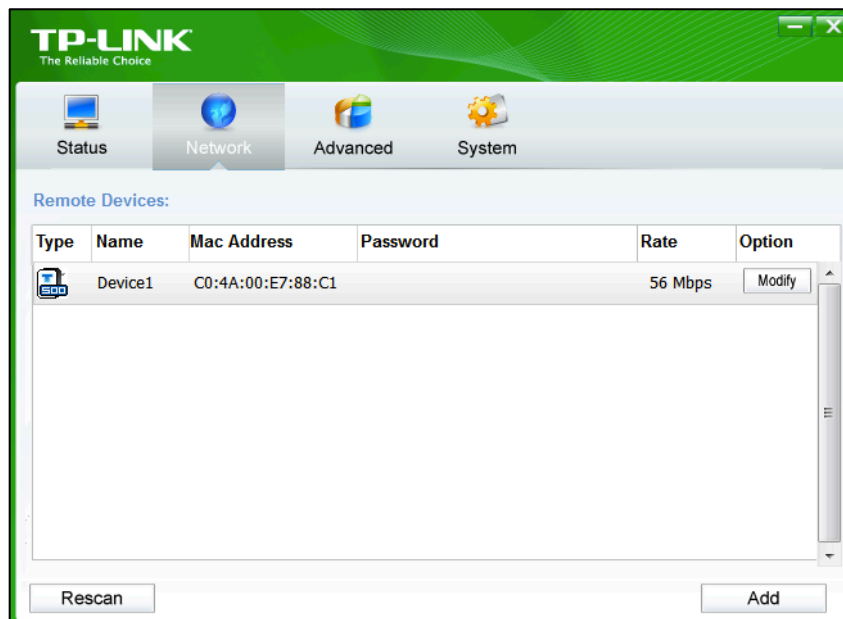 TP-LINK
The Reliable Choice
Status Network Advanced System
Remote Devices:
Type Name Mac Address Password Rate Option
T 500 Device1 C0:4A:00:E7:88:C1 56 Mbps Modify
Rescan Add